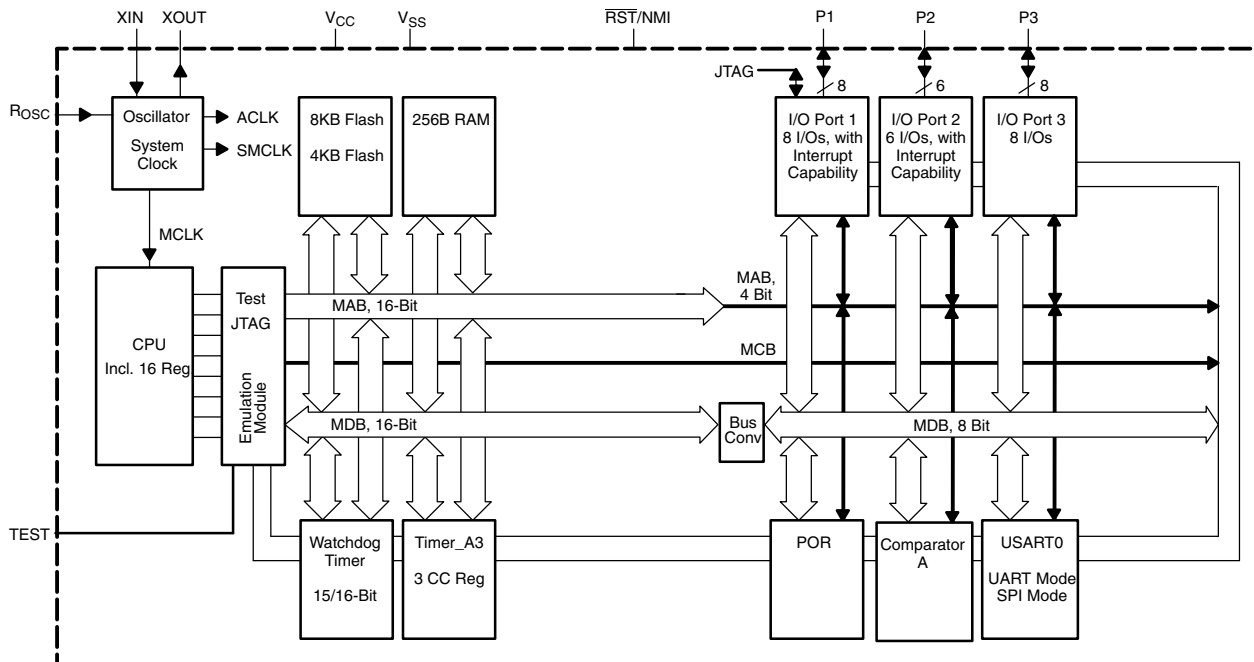 XIN XOUT VCC VSS RST/NMI P1 P2 P3
JTAG
8 6 8
ROSC
Oscillator
System
Clock
ACLK
SMCLK
8KB Flash
4KB Flash
256B RAM
I/O Port 1
8 I/Os, with
Interrupt
Capability
I/O Port 2
6 I/Os, with
Interrupt
Capability
I/O Port 3
8 I/Os
MCLK
CPU
Incl. 16 Reg
Test
JTAG
Emulation
Module
MAB, 16-Bit
MAB,
4 Bit
MCB
MDB, 16-Bit
Bus
Conv
MDB, 8 Bit
TEST
Watchdog
Timer
15/16-Bit
Timer_A3
3 CC Reg
POR
Comparator
A
USART0
UART Mode
SPI Mode